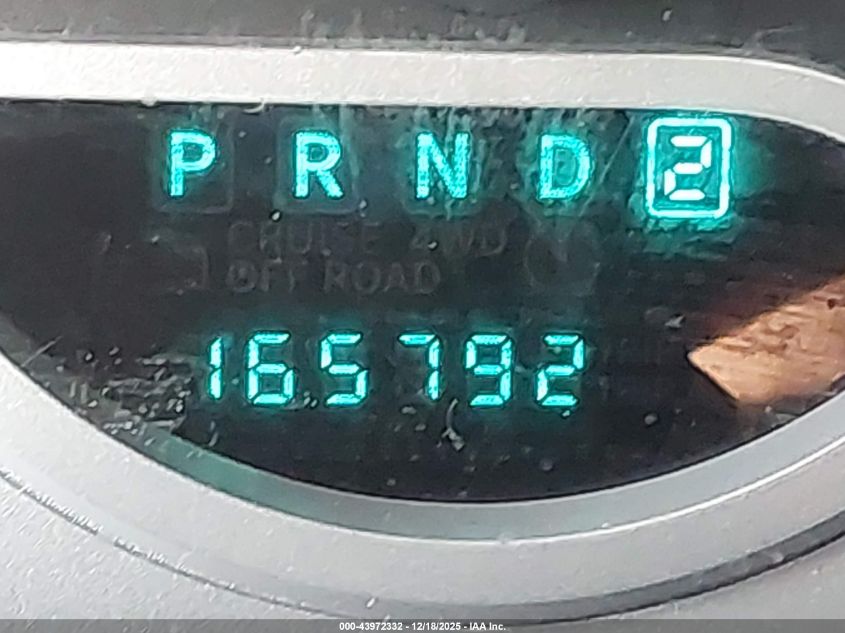 P R N D 2
CRUISE 4WD
OFF ROAD
165792
000-43972332 - 12/18/2025 - IAA Inc.